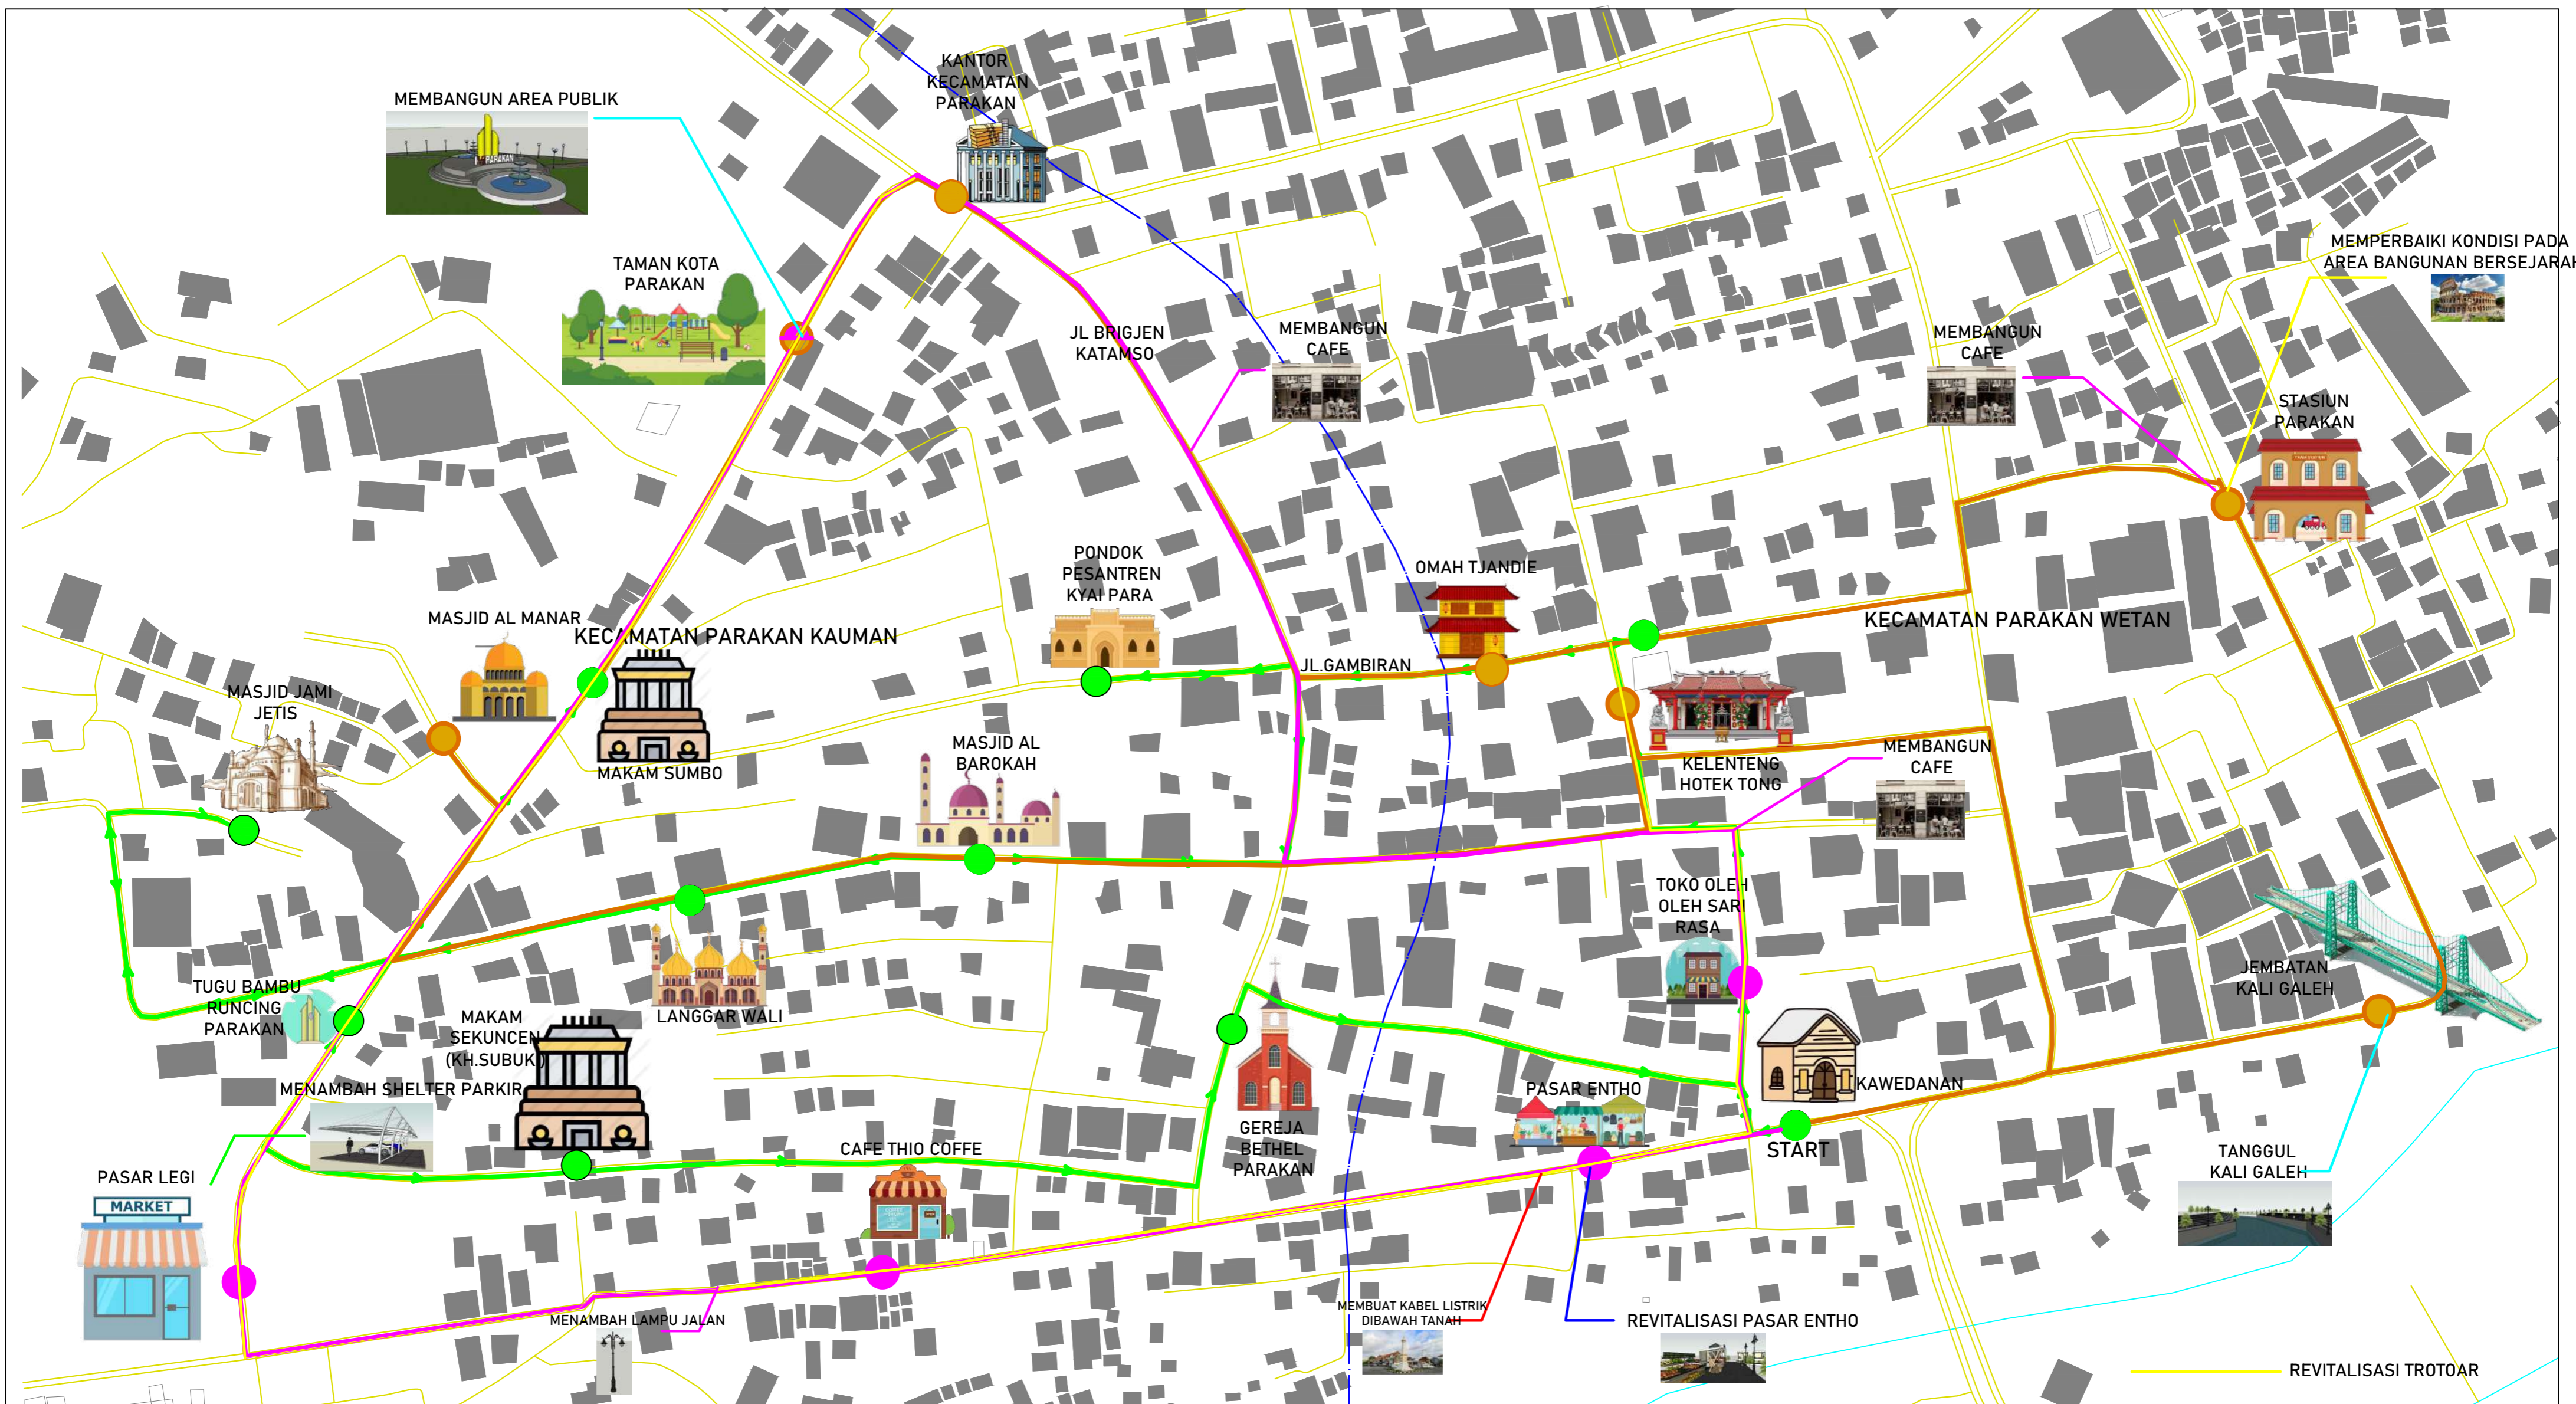 KANTOR
KECAMATAN
PARAKAN
MEMBANGUN AREA PUBLIK
PARAKAN
TAMAN KOTA
PARAKAN
MEMPERBAIKI KONDISI PADA
AREA BANGUNAN BERSEJARAH
JL BRIGJEN
KATAMSO
MEMBANGUN
CAFE
MEMBANGUN
CAFE
STASIUN
PARAKAN
PONDOK
PESANTREN
KYAI PARA
OMAH TJANDIE
MASJID AL MANAR
KECAMATAN PARAKAN KAUMAN
KECAMATAN PARAKAN WETAN
JL.GAMBIRAN
MASJID JAMI
JETIS
MAKAM SUMBO
MASJID AL
BAROKAH
KELENTENG
HOTEK TONG
MEMBANGUN
CAFE
TOKO OLEH
OLEH SARI
RASA
JEMBATAN
KALI GALEH
TUGU BAMBU
RUNCING
PARAKAN
MAKAM
SEKUNCEN
(KH.SUBUK)
LANGGAR WALI
MENAMBAH SHELTER PARKIR
PASAR ENTHO
KAWEDANAN
START
GEREJA
BETHEL
PARAKAN
CAFE THIO COFFE
PASAR LEGI
MARKET
TANGGUL
KALI GALEH
MENAMBAH LAMPU JALAN
MEMBUAT KABEL LISTRIK
DIBAWAH TANAH
REVITALISASI PASAR ENTHO
REVITALISASI TROTOAR